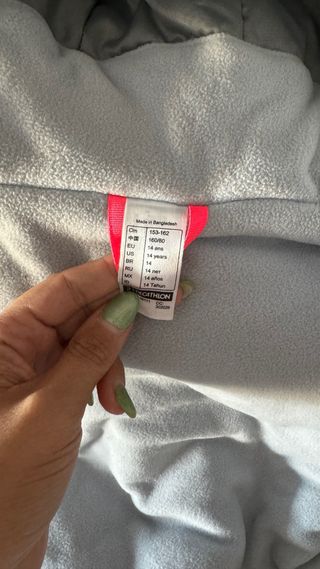 Made in Bangladesh
Cm 153-162
中国 160/80
EU 14 ans
US 14 years
BR 14
RU 14 лет
MX 14 años
ID 14 Tahun
DECATHLON